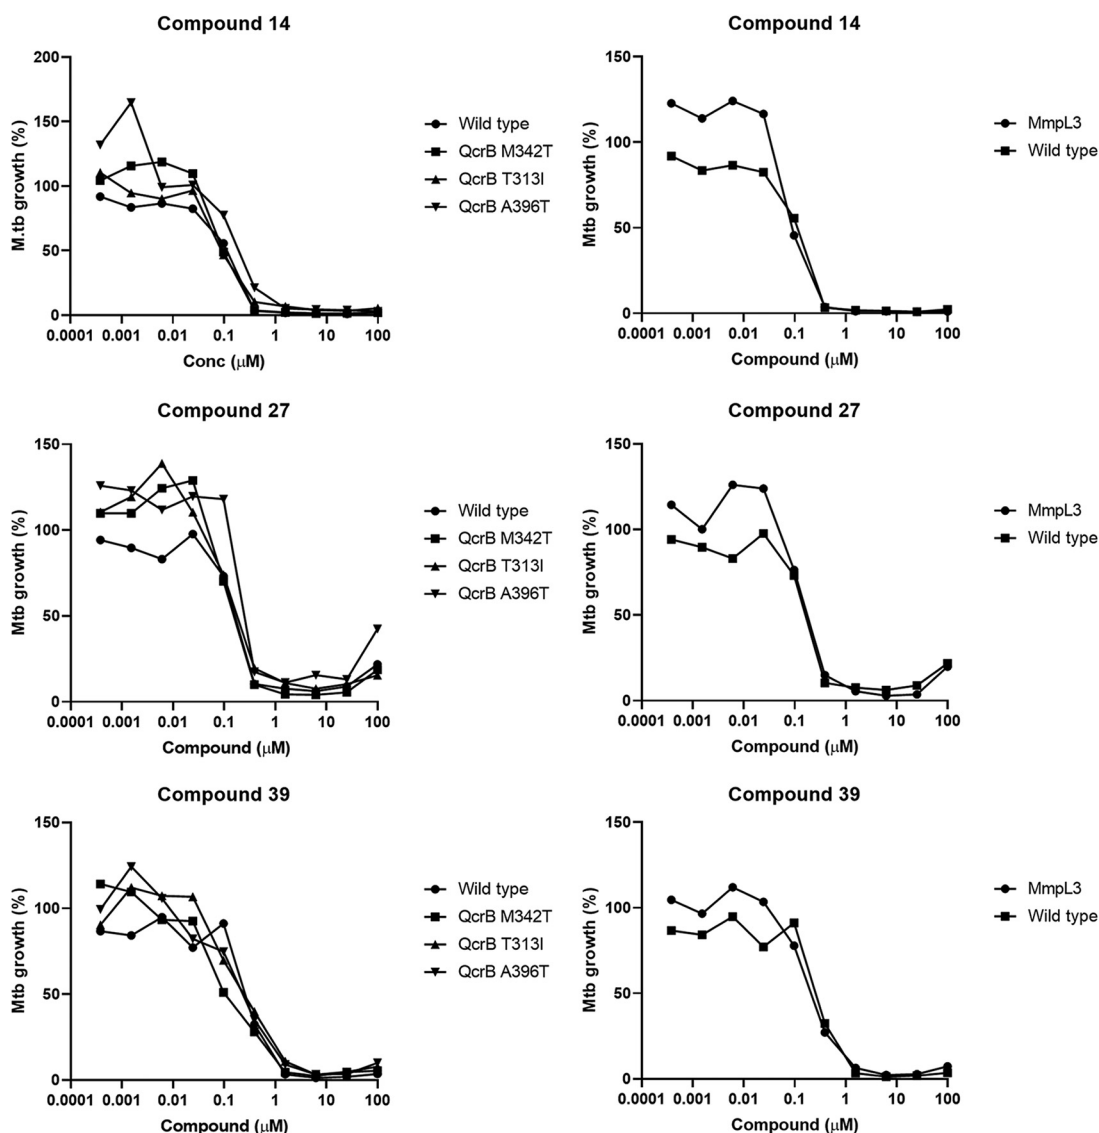 Compound 14
M.tb growth (%)
200
150
100
50
0
0.0001 0.001 0.01 0.1 1 10 100
Conc (μM)
Wild type
QcrB M342T
QcrB T313I
QcrB A396T
Compound 14
Mtb growth (%)
150
100
50
0
0.0001 0.001 0.01 0.1 1 10 100
Compound (μM)
MmpL3
Wild type
Compound 27
Mtb growth (%)
150
100
50
0
0.0001 0.001 0.01 0.1 1 10 100
Compound (μM)
Wild type
QcrB M342T
QcrB T313I
QcrB A396T
Compound 27
Mtb growth (%)
150
100
50
0
0.0001 0.001 0.01 0.1 1 10 100
Compound (μM)
MmpL3
Wild type
Compound 39
Mtb growth (%)
150
100
50
0
0.0001 0.001 0.01 0.1 1 10 100
Compound (μM)
Wild type
QcrB M342T
QcrB T313I
QcrB A396T
Compound 39
Mtb growth (%)
150
100
50
0
0.0001 0.001 0.01 0.1 1 10 100
Compound (μM)
MmpL3
Wild type